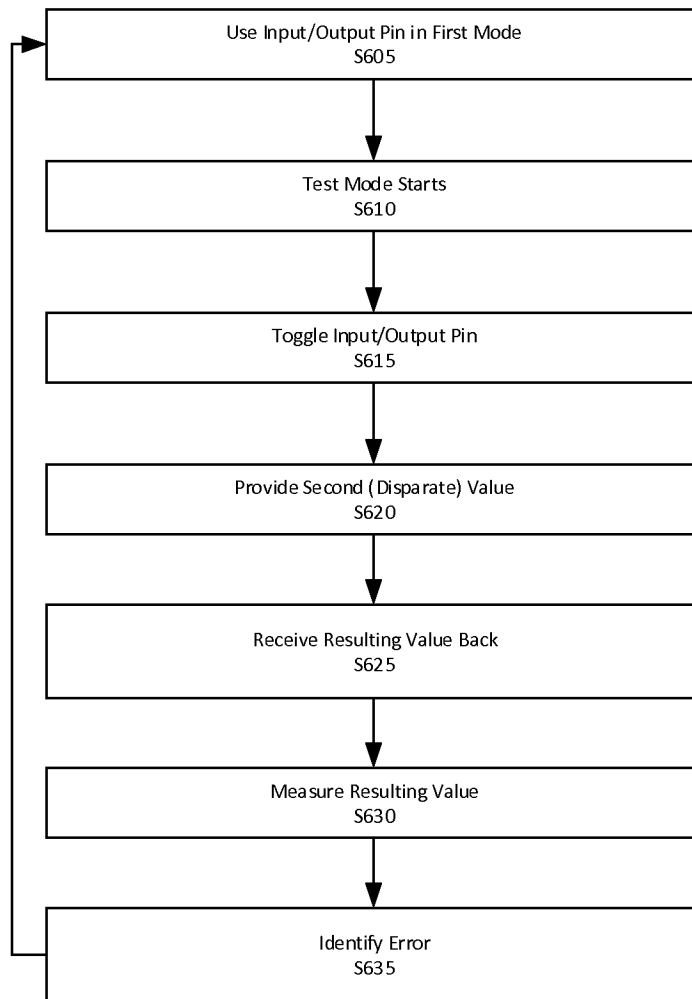 Use Input/Output Pin in First Mode
S605
Test Mode Starts
S610
Toggle Input/Output Pin
S615
Provide Second (Disparate) Value
S620
Receive Resulting Value Back
S625
Measure Resulting Value
S630
Identify Error
S635